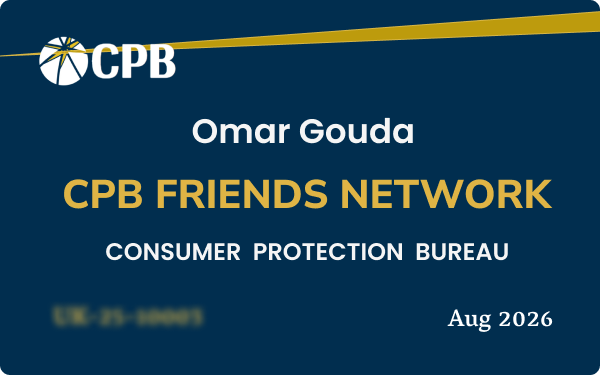 CPB
Omar Gouda
CPB FRIENDS NETWORK
CONSUMER PROTECTION BUREAU
Aug 2026